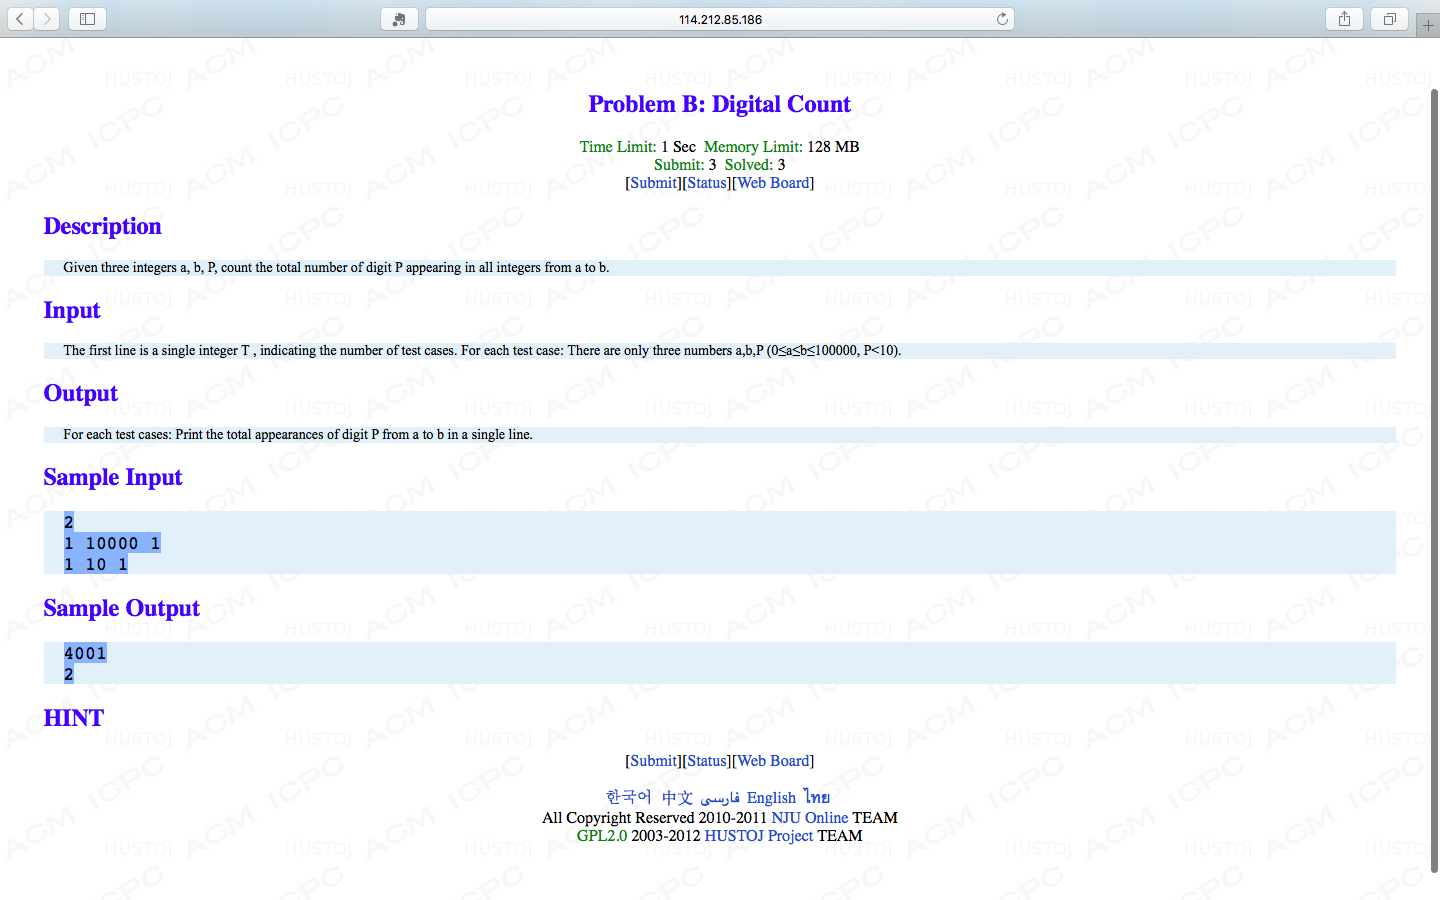 114.212.85.186
Problem B: Digital Count
Time Limit: 1 Sec  Memory Limit: 128 MB
Submit: 3  Solved: 3
[Submit][Status][Web Board]
Description
Given three integers a, b, P, count the total number of digit P appearing in all integers from a to b.
Input
The first line is a single integer T , indicating the number of test cases. For each test case: There are only three numbers a,b,P (0≤a≤b≤100000, P<10).
Output
For each test cases: Print the total appearances of digit P from a to b in a single line.
Sample Input
2
1 10000 1
1 10 1
Sample Output
4001
2
HINT
[Submit][Status][Web Board]
한국어 中文 فارسی English ไทย
All Copyright Reserved 2010-2011 NJU Online TEAM
GPL2.0 2003-2012 HUSTOJ Project TEAM